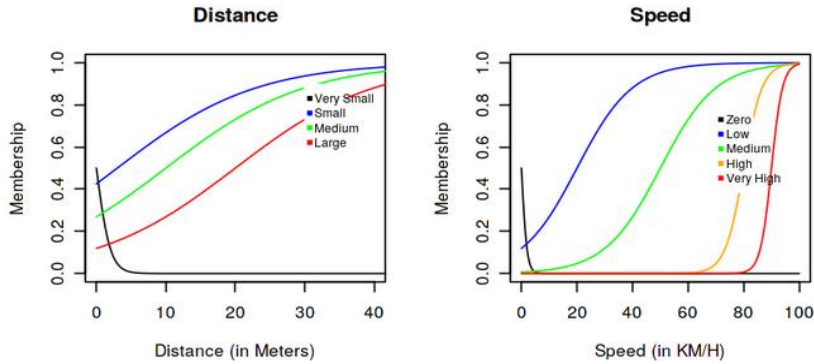 Distance
Membership
1.0
0.8
0.6
0.4
0.2
0.0
Very Small
Small
Medium
Large
0
10
20
30
40
Distance (in Meters)
Speed
Membership
1.0
0.8
0.6
0.4
0.2
0.0
Zero
Low
Medium
High
Very High
0
20
40
60
80
100
Speed (in KM/H)